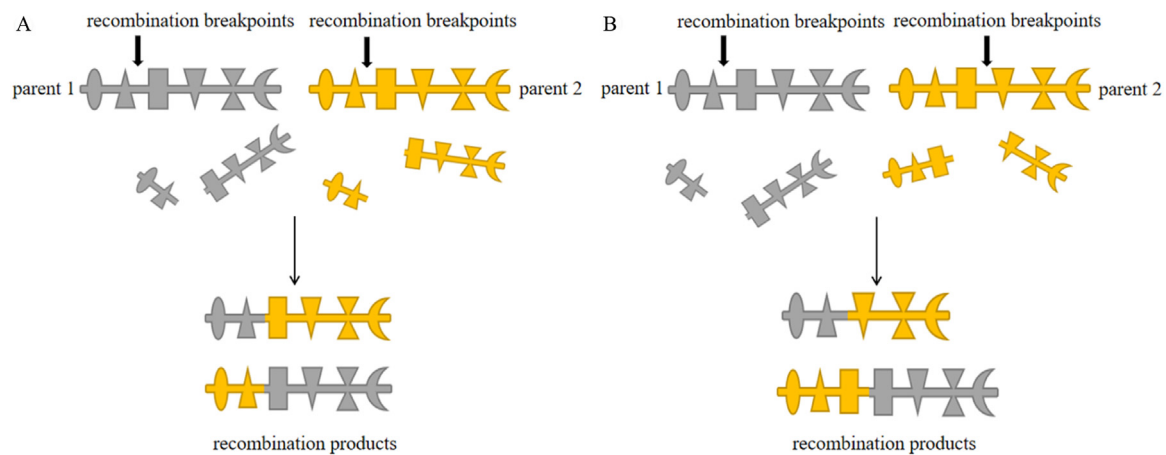 A
recombination breakpoints
recombination breakpoints
parent 1
parent 2
recombination products
B
recombination breakpoints
recombination breakpoints
parent 1
parent 2
recombination products